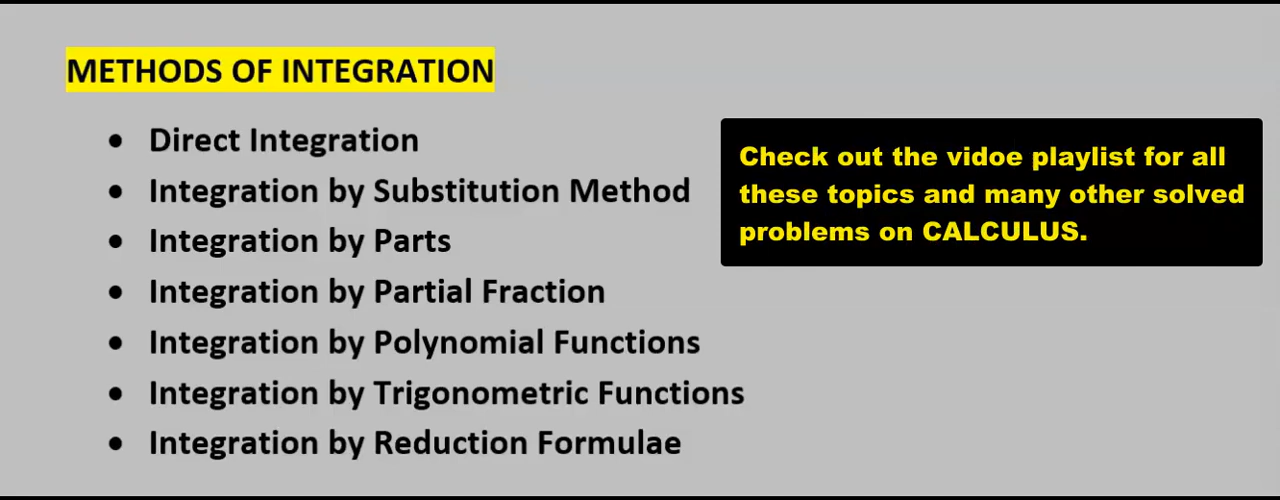 METHODS OF INTEGRATION
• Direct Integration
• Integration by Substitution Method
• Integration by Parts
• Integration by Partial Fraction
• Integration by Polynomial Functions
• Integration by Trigonometric Functions
• Integration by Reduction Formulae
Check out the vidoe playlist for all
these topics and many other solved
problems on CALCULUS.